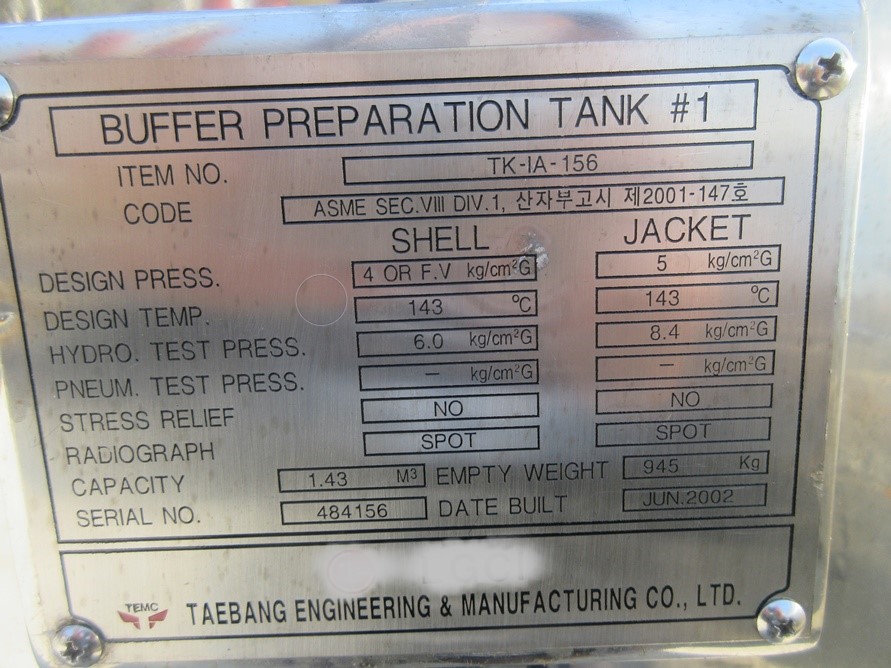 BUFFER PREPARATION TANK #1
ITEM NO. TK-IA-156
CODE ASME SEC.VIII DIV.1, 산자부고시 제2001-147호
SHELL JACKET
DESIGN PRESS. 4 OR F.V kg/cm²G 5 kg/cm²G
DESIGN TEMP. 143 ℃ 143 ℃
HYDRO. TEST PRESS. 6.0 kg/cm²G 8.4 kg/cm²G
PNEUM. TEST PRESS. – kg/cm²G – kg/cm²G
STRESS RELIEF NO NO
RADIOGRAPH SPOT SPOT
CAPACITY 1.43 M³ EMPTY WEIGHT 945 Kg
SERIAL NO. 484156 DATE BUILT JUN.2002
TEMC TAEBANG ENGINEERING & MANUFACTURING CO., LTD.